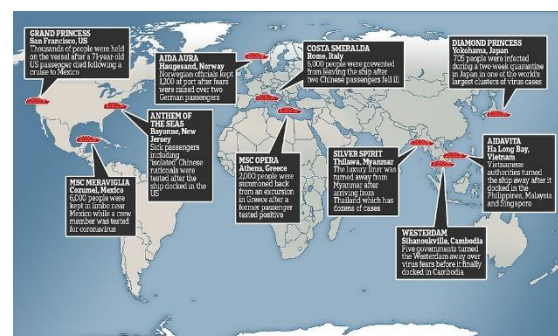 GRAND PRINCESS
San Francisco, US
Thousands of people were held
on the vessel after a 71-year-old
US passenger died following a
cruise to Mexico
AIDA AURA
Haugesand, Norway
Norwegian officials kept
1,200 at port after fears
were raised over two
German passengers
COSTA SMERALDA
Rome, Italy
6,000 people were prevented
from leaving the ship after
two Chinese passengers fell ill
DIAMOND PRINCESS
Yokohama, Japan
705 people were infected
during a two-week quarantine
in Japan in one of the world's
largest clusters of virus cases
ANTHEM OF
THE SEAS
Bayonne, New
Jersey
Sick passengers
including
'isolated' Chinese
nationals were
tested after the
ship docked in the
US
MSC MERAVIGLIA
Cozumel, Mexico
6,000 people were
kept in limbo near
Mexico while a crew
member was tested
for coronavirus
MSC OPERA
Athens, Greece
2,000 people were
summoned back
from an excursion
in Greece after a
former passenger
tested positive
SILVER SPIRIT
Thilawa, Myanmar
The luxury liner was
turned away from
Myanmar after
arriving from
Thailand which has
dozens of cases
AIDAVITA
Ha Long Bay,
Vietnam
Vietnamese
authorities turned
the ship away after it
docked in the
Philippines, Malaysia
and Singapore
WESTERDAM
Sihanoukville, Cambodia
Five governments turned
the Westerdam away over
virus fears before it finally
docked in Cambodia